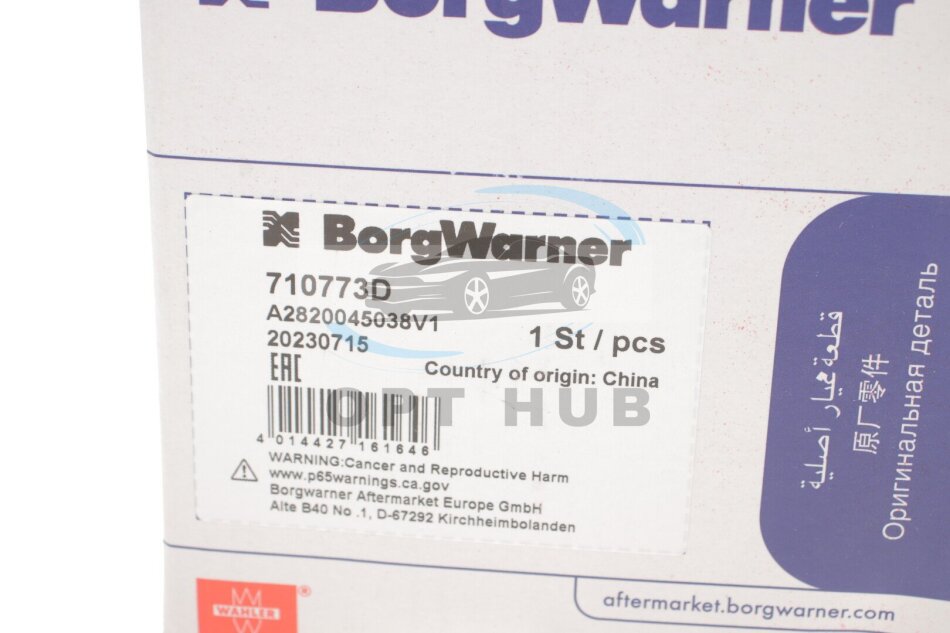 BorgWarner
BorgWarner
710773D
A2820045038V1
20230715
1 St / pcs
EAC
Country of origin: China
OPT HUB
4 014427 161646
WARNING:Cancer and Reproductive Harm
www.p65warnings.ca.gov
Borgwarner Aftermarket Europe GmbH
Alte B40 No .1, D-67292 Kirchheimbolanden
قطعة معيار أصلية
原厂零件
Оригинальная деталь
WAHLER ®
aftermarket.borgwarner.com